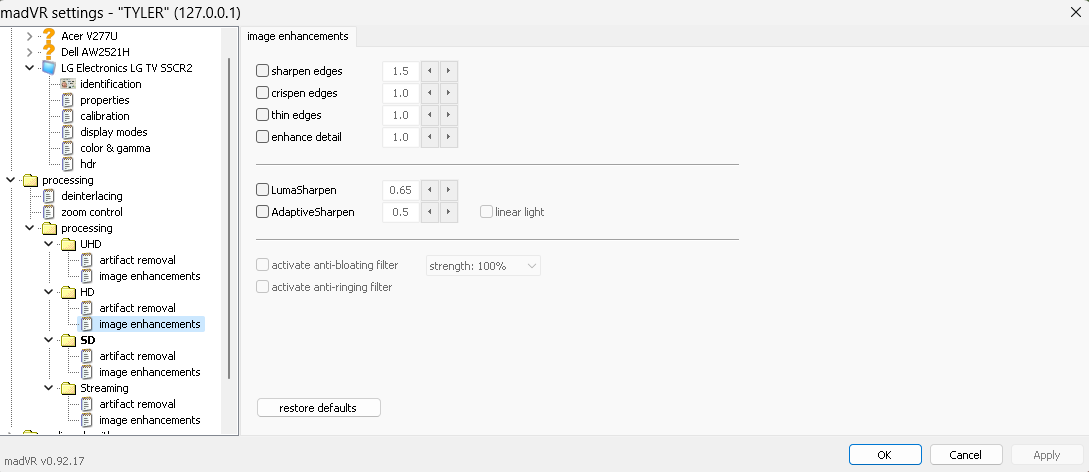 madVR settings - "TYLER" (127.0.0.1)
Acer V277U
Dell AW2521H
LG Electronics LG TV SSCR2
identification
properties
calibration
display modes
color & gamma
hdr
processing
deinterlacing
zoom control
processing
UHD
artifact removal
image enhancements
HD
artifact removal
image enhancements
SD
artifact removal
image enhancements
Streaming
artifact removal
image enhancements
madVR v0.92.17
image enhancements
sharpen edges 1.5
crispen edges 1.0
thin edges 1.0
enhance detail 1.0
LumaSharpen 0.65
AdaptiveSharpen 0.5 linear light
activate anti-bloating filter strength: 100%
activate anti-ringing filter
restore defaults
OK Cancel Apply